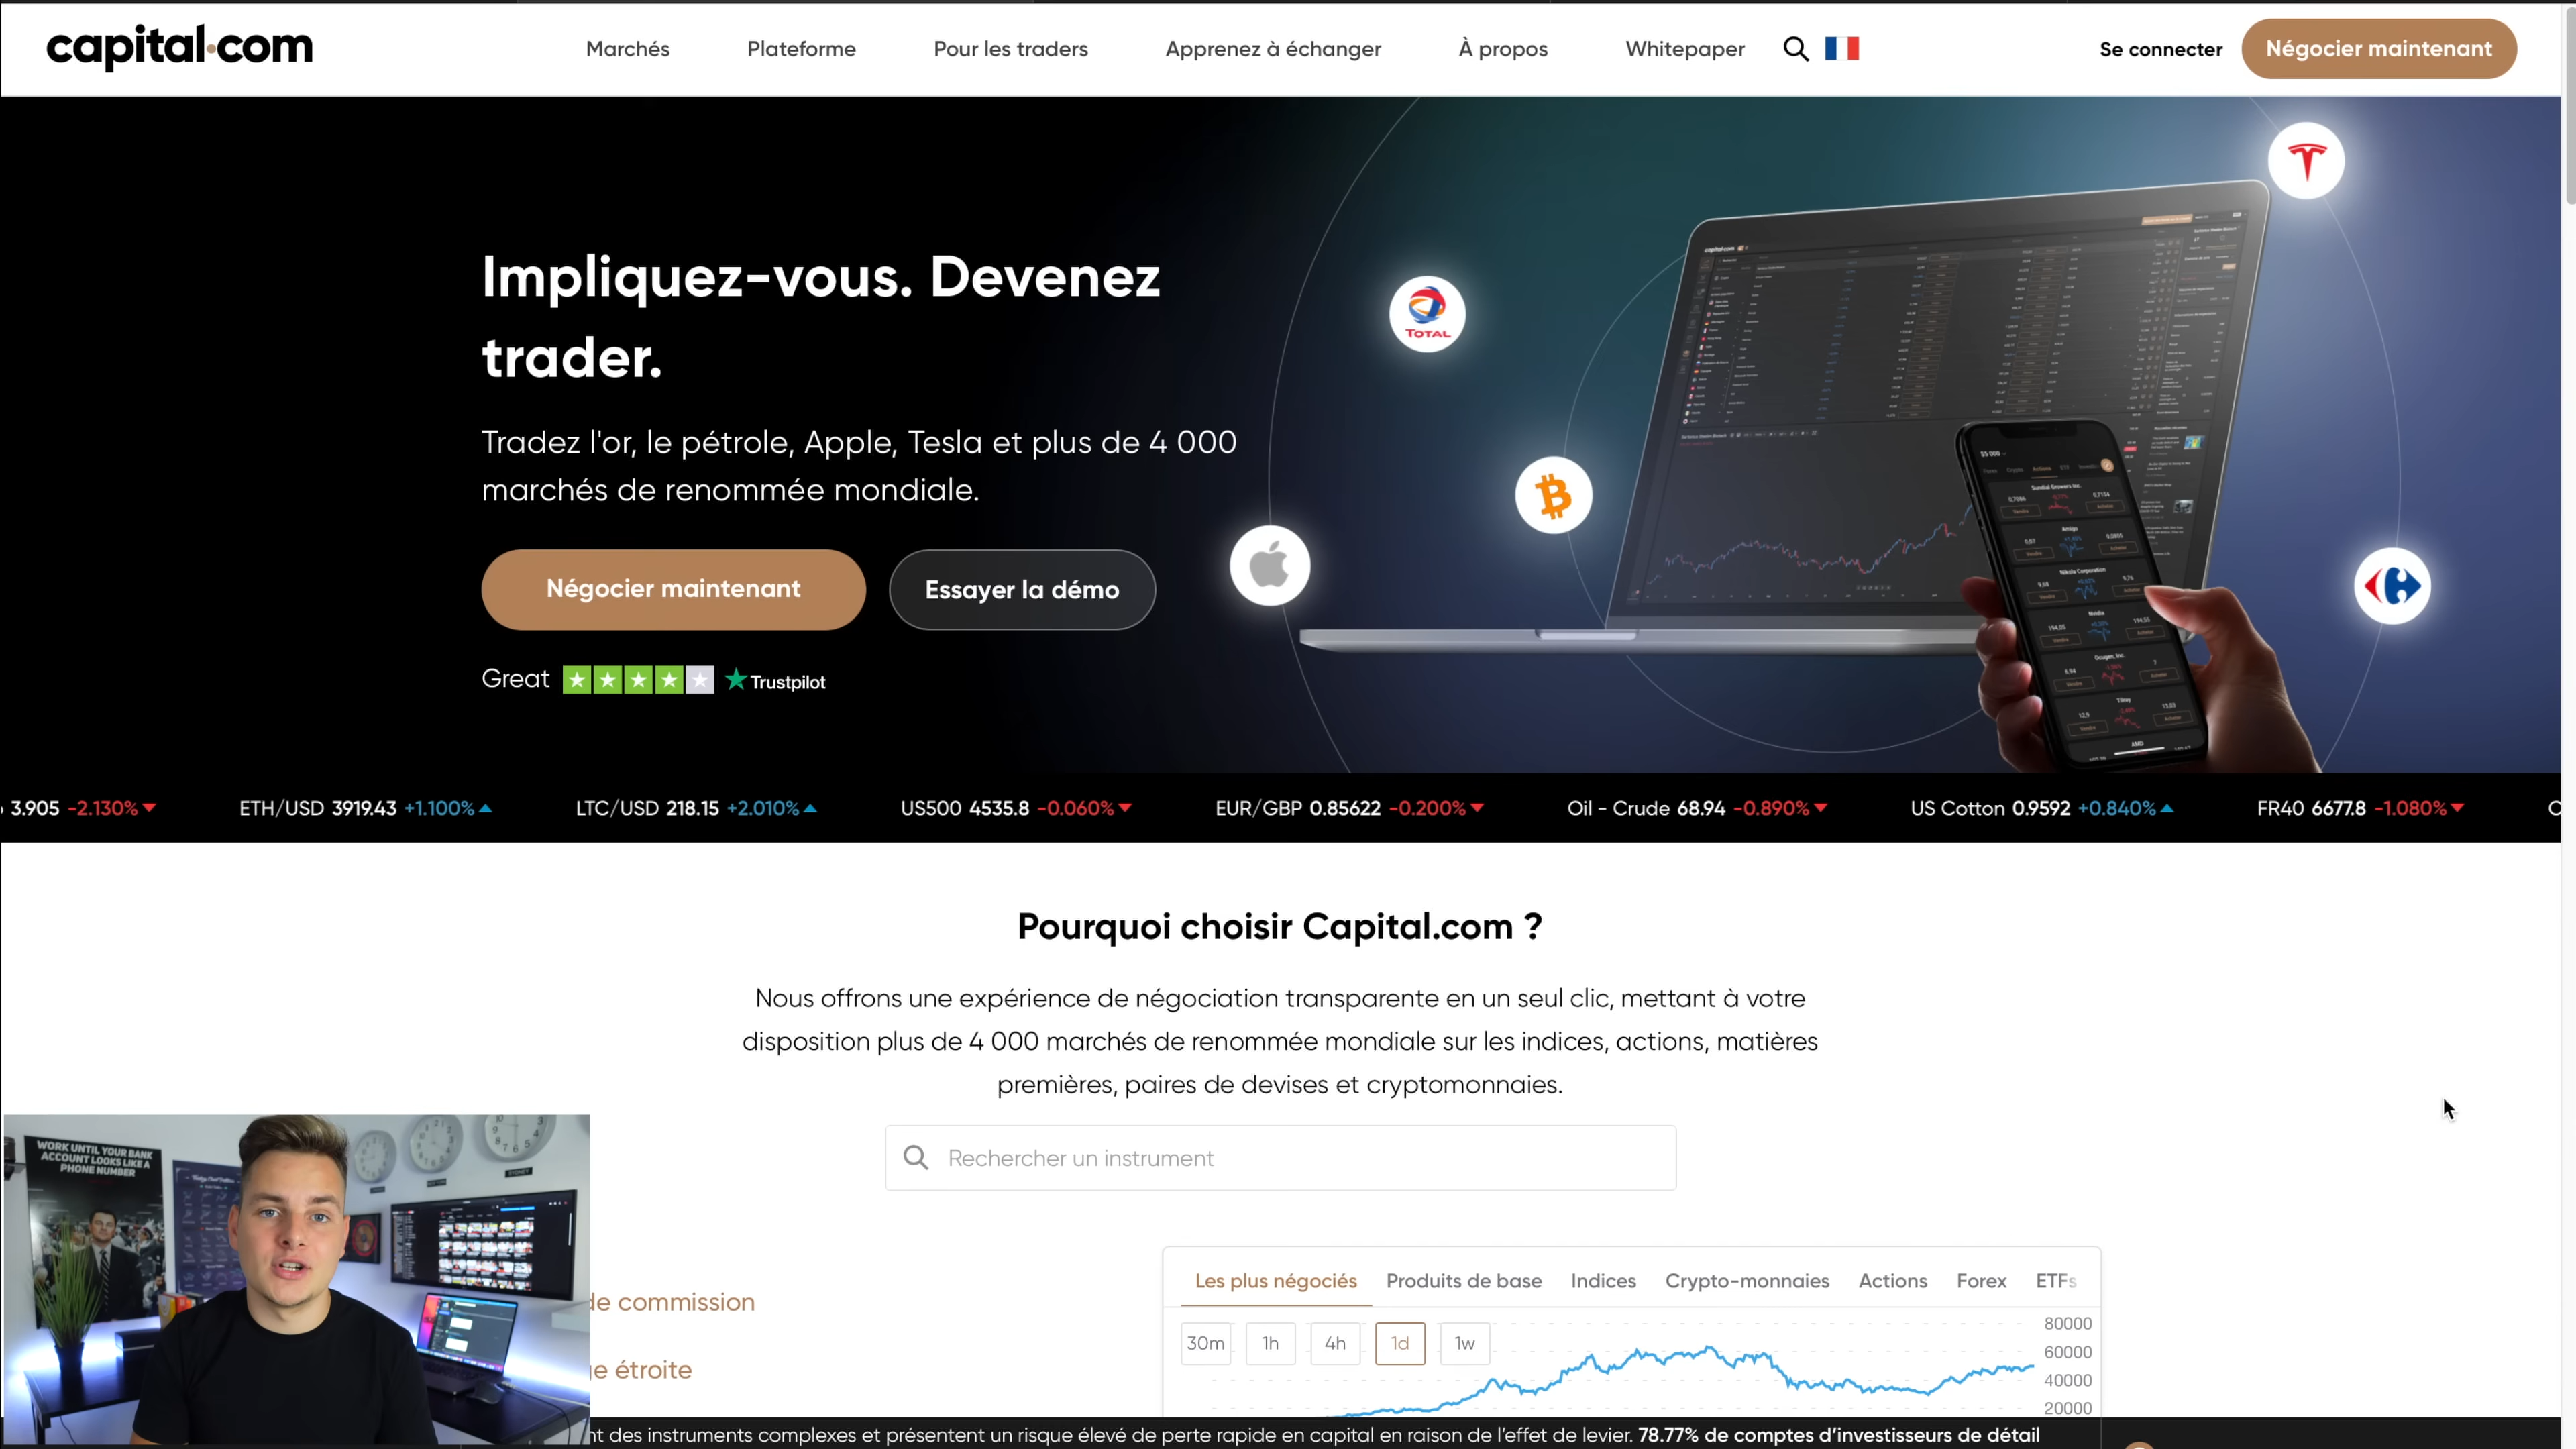 capital.com
Marchés
Plateforme
Pour les traders
Apprenez à échanger
À propos
Whitepaper
Se connecter
Négocier maintenant
TOTAL
Impliquez-vous. Devenez
trader.
Tradez l'or, le pétrole, Apple, Tesla et plus de 4 000
marchés de renommée mondiale.
Négocier maintenant
Essayer la démo
Great
Trustpilot
3.905 -2.130%
ETH/USD 3919.43 +1.100%
LTC/USD 218.15 +2.010%
US500 4535.8 -0.060%
EUR/GBP 0.85622 -0.200%
Oil - Crude 68.94 -0.890%
US Cotton 0.9592 +0.840%
FR40 6677.8 -1.080%
Pourquoi choisir Capital.com ?
Nous offrons une expérience de négociation transparente en un seul clic, mettant à votre
disposition plus de 4 000 marchés de renommée mondiale sur les indices, actions, matières
premières, paires de devises et cryptomonnaies.
Rechercher un instrument
WORK UNTIL YOUR BANK
ACCOUNT LOOKS LIKE A
PHONE NUMBER
SYDNEY
de commission
étroite
Les plus négociés
Produits de base
Indices
Crypto-monnaies
Actions
Forex
ETFs
30m
1h
4h
1d
1w
80000
60000
40000
20000
des instruments complexes et présentent un risque élevé de perte rapide en capital en raison de l'effet de levier. 78.77% de comptes d'investisseurs de détail